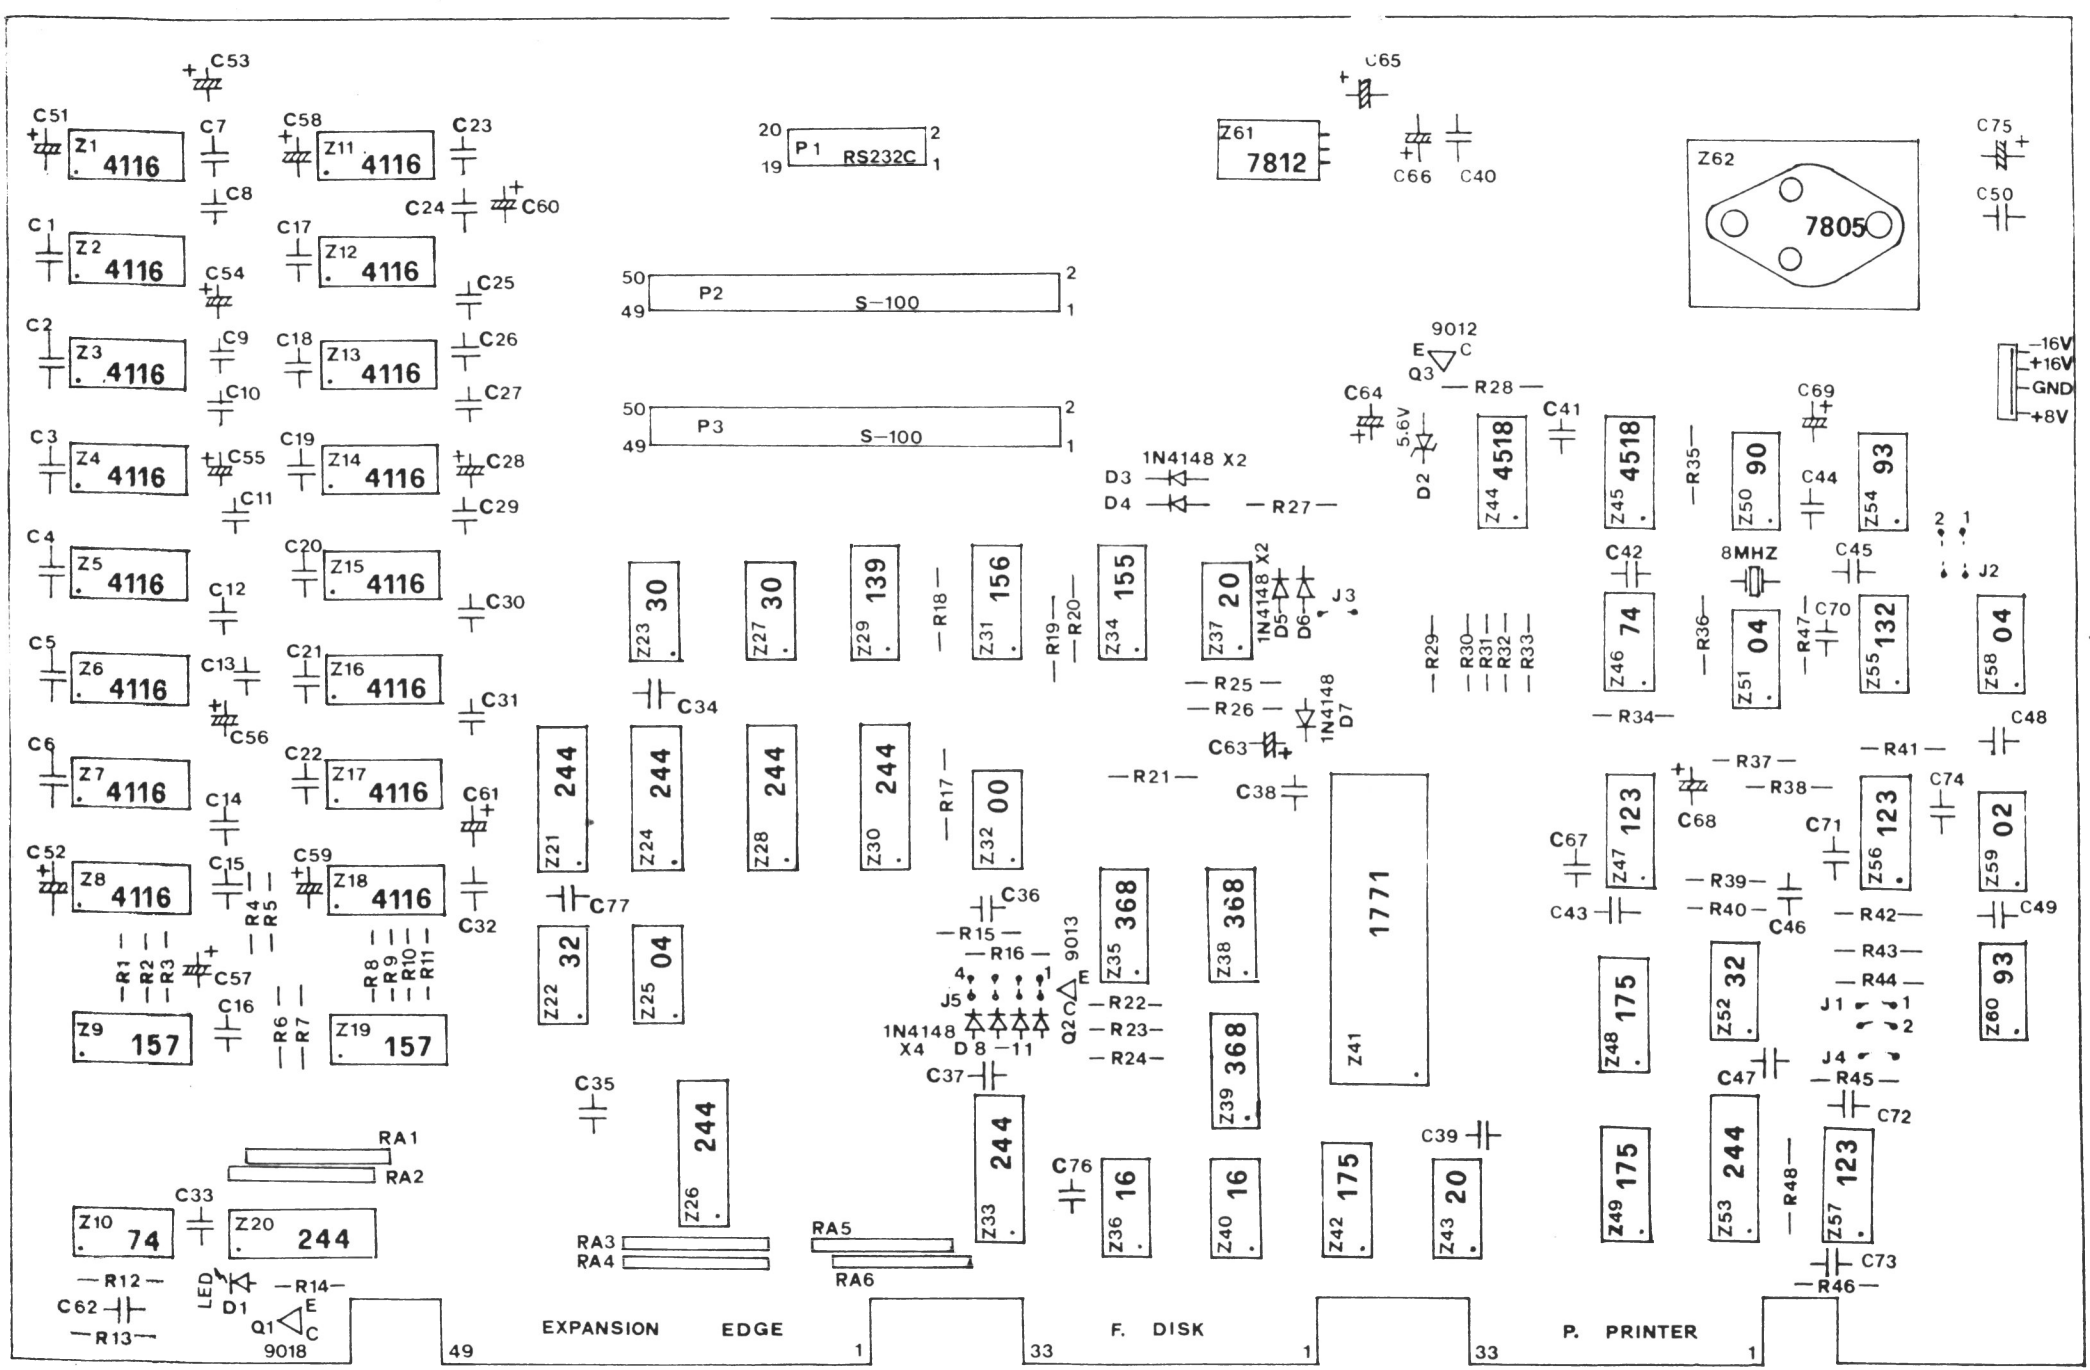 C53
C65
C51
Z1
4116
C7
C58
Z11
4116
C23
20
19
P1
RS232C
2
1
Z61
7812
C66
C40
Z62
7805
C75
C50
C8
C24
C60
C1
Z2
4116
C17
Z12
4116
C54
C25
50
49
P2
S-100
2
1
C2
Z3
4116
C9
C18
Z13
4116
C26
C10
C27
9012
E
C
Q3
R28
-16V
+16V
GND
+8V
50
49
P3
S-100
2
1
C64
5.6V
D2
4518
Z44
C41
4518
Z45
R35
90
Z50
C69
C44
93
Z54
C3
Z4
4116
C55
C19
Z14
4116
C28
C11
C29
1N4148 X2
D3
D4
R27
2
1
J2
C4
Z5
4116
C12
C20
Z15
4116
C30
30
Z23
30
Z27
139
Z29
R18
156
Z31
R19
R20
155
Z34
20
Z37
1N4148 X2
D5
D6
J3
R29
R30
R31
R32
R33
C42
74
Z46
8MHZ
R36
04
Z51
C45
R47
C70
132
Z55
04
Z58
C5
Z6
4116
C13
C56
C21
Z16
4116
C31
C34
R25
R26
1N4148
D7
C63
R34
C48
C6
Z7
4116
C14
C22
Z17
4116
C61
244
Z21
244
Z24
244
Z28
244
Z30
R17
00
Z32
R21
C38
1771
Z41
123
Z47
C67
C43
R37
R38
C68
C71
R41
123
Z56
C74
02
Z59
C52
Z8
4116
C15
R4
R5
C59
Z18
4116
C32
C77
C36
R15
R16
368
Z35
368
Z38
R39
R40
C46
R42
C49
R1
R2
R3
C57
R8
R9
R10
R11
32
Z22
04
Z25
4
1
J5
9013
E
C
Q2
R22
R23
R24
1N4148
X4
D8-11
C37
368
Z39
175
Z48
32
Z52
R43
R44
J1
1
2
J4
93
Z60
C16
R6
R7
Z9
157
Z19
157
C47
R45
C72
C35
244
Z26
244
Z33
C39
RA1
RA2
C33
Z10
74
Z20
244
C76
16
Z36
16
Z40
175
Z42
20
Z43
175
Z49
244
Z53
R48
123
Z57
RA3
RA4
RA5
RA6
C73
R46
R12
C62
R13
LED
D1
R14
E
Q1
C
9018
49
EXPANSION EDGE
1
33
F. DISK
1
33
P. PRINTER
1